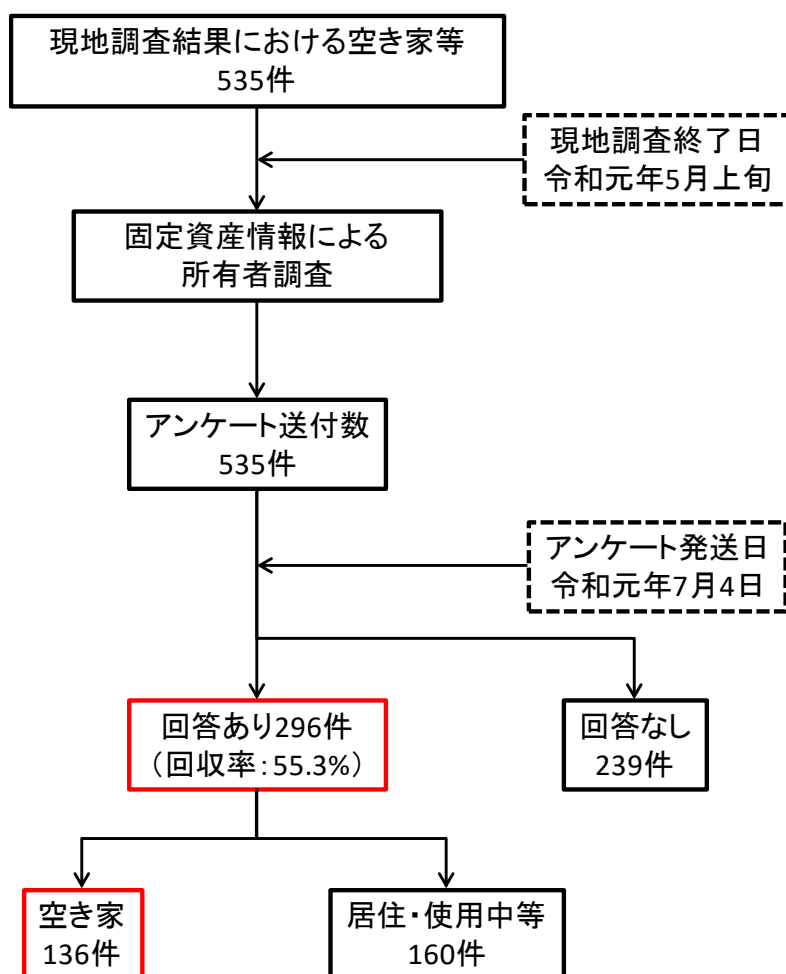 現地調査結果における空き家等
535件
現地調査終了日
令和元年5月上旬
固定資産情報による
所有者調査
アンケート送付数
535件
アンケート発送日
令和元年7月4日
回答あり296件
（回収率：55.3%）
回答なし
239件
空き家
136件
居住・使用中等
160件